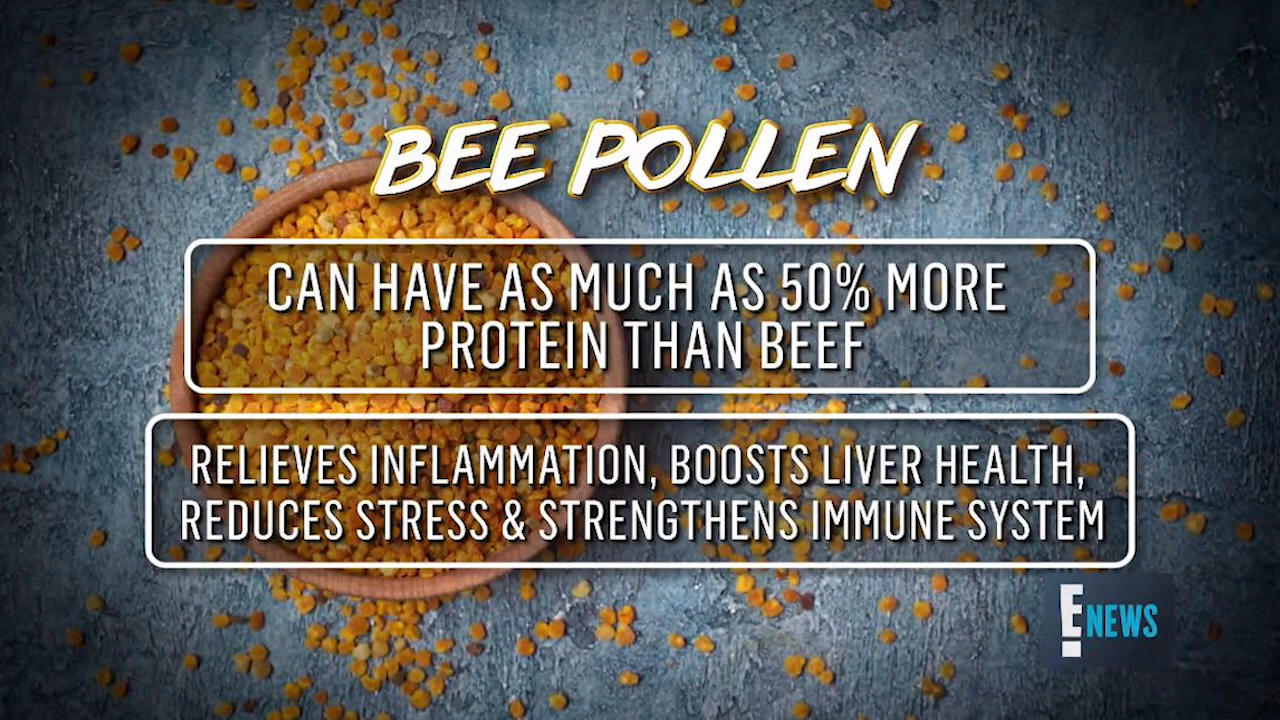 BEE POLLEN
CAN HAVE AS MUCH AS 50% MORE
PROTEIN THAN BEEF
RELIEVES INFLAMMATION, BOOSTS LIVER HEALTH,
REDUCES STRESS & STRENGTHENS IMMUNE SYSTEM
E! NEWS